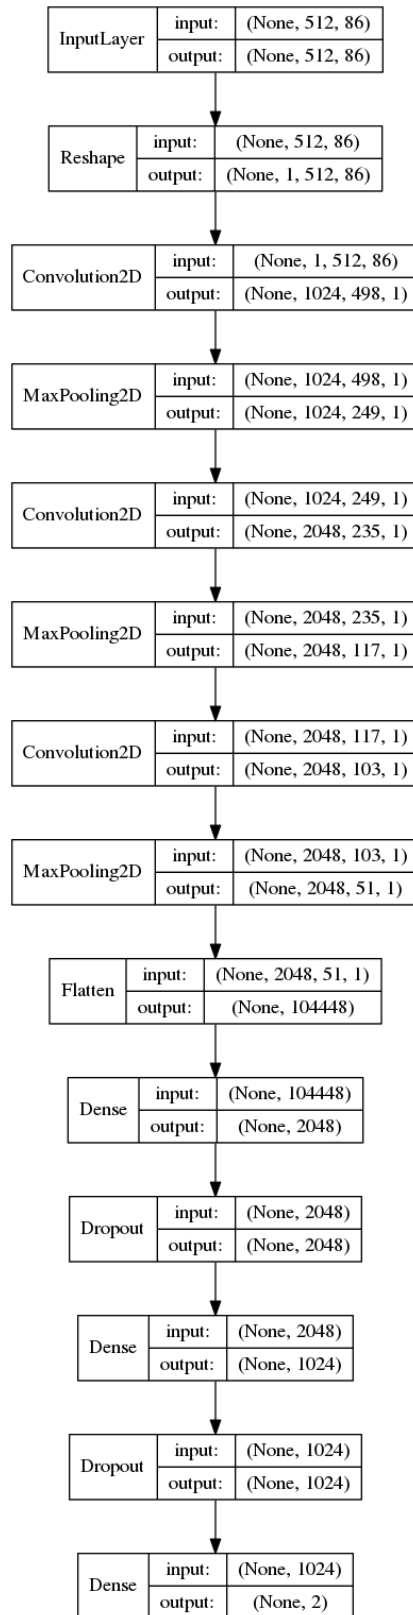 InputLayer
input: (None, 512, 86)
output: (None, 512, 86)
Reshape
input: (None, 512, 86)
output: (None, 1, 512, 86)
Convolution2D
input: (None, 1, 512, 86)
output: (None, 1024, 498, 1)
MaxPooling2D
input: (None, 1024, 498, 1)
output: (None, 1024, 249, 1)
Convolution2D
input: (None, 1024, 249, 1)
output: (None, 2048, 235, 1)
MaxPooling2D
input: (None, 2048, 235, 1)
output: (None, 2048, 117, 1)
Convolution2D
input: (None, 2048, 117, 1)
output: (None, 2048, 103, 1)
MaxPooling2D
input: (None, 2048, 103, 1)
output: (None, 2048, 51, 1)
Flatten
input: (None, 2048, 51, 1)
output: (None, 104448)
Dense
input: (None, 104448)
output: (None, 2048)
Dropout
input: (None, 2048)
output: (None, 2048)
Dense
input: (None, 2048)
output: (None, 1024)
Dropout
input: (None, 1024)
output: (None, 1024)
Dense
input: (None, 1024)
output: (None, 2)